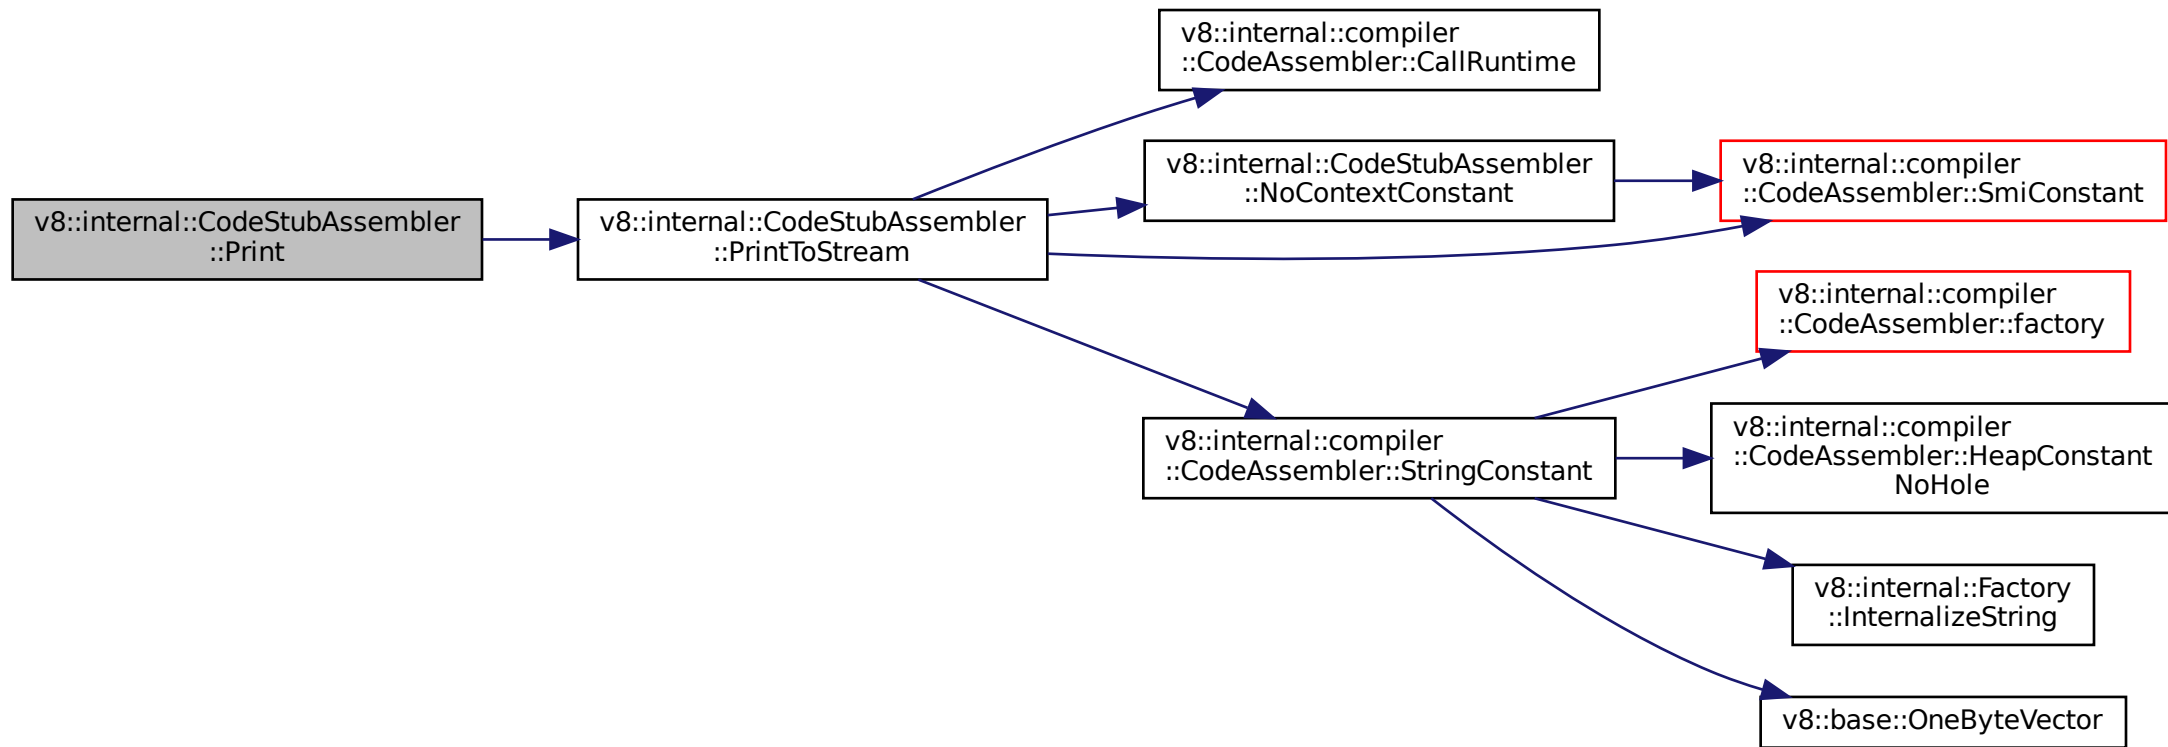 v8::internal::CodeStubAssembler
::Print
v8::internal::CodeStubAssembler
::PrintToStream
v8::internal::compiler
::CodeAssembler::CallRuntime
v8::internal::CodeStubAssembler
::NoContextConstant
v8::internal::compiler
::CodeAssembler::SmiConstant
v8::internal::compiler
::CodeAssembler::StringConstant
v8::internal::compiler
::CodeAssembler::factory
v8::internal::compiler
::CodeAssembler::HeapConstant
NoHole
v8::internal::Factory
::InternalizeString
v8::base::OneByteVector